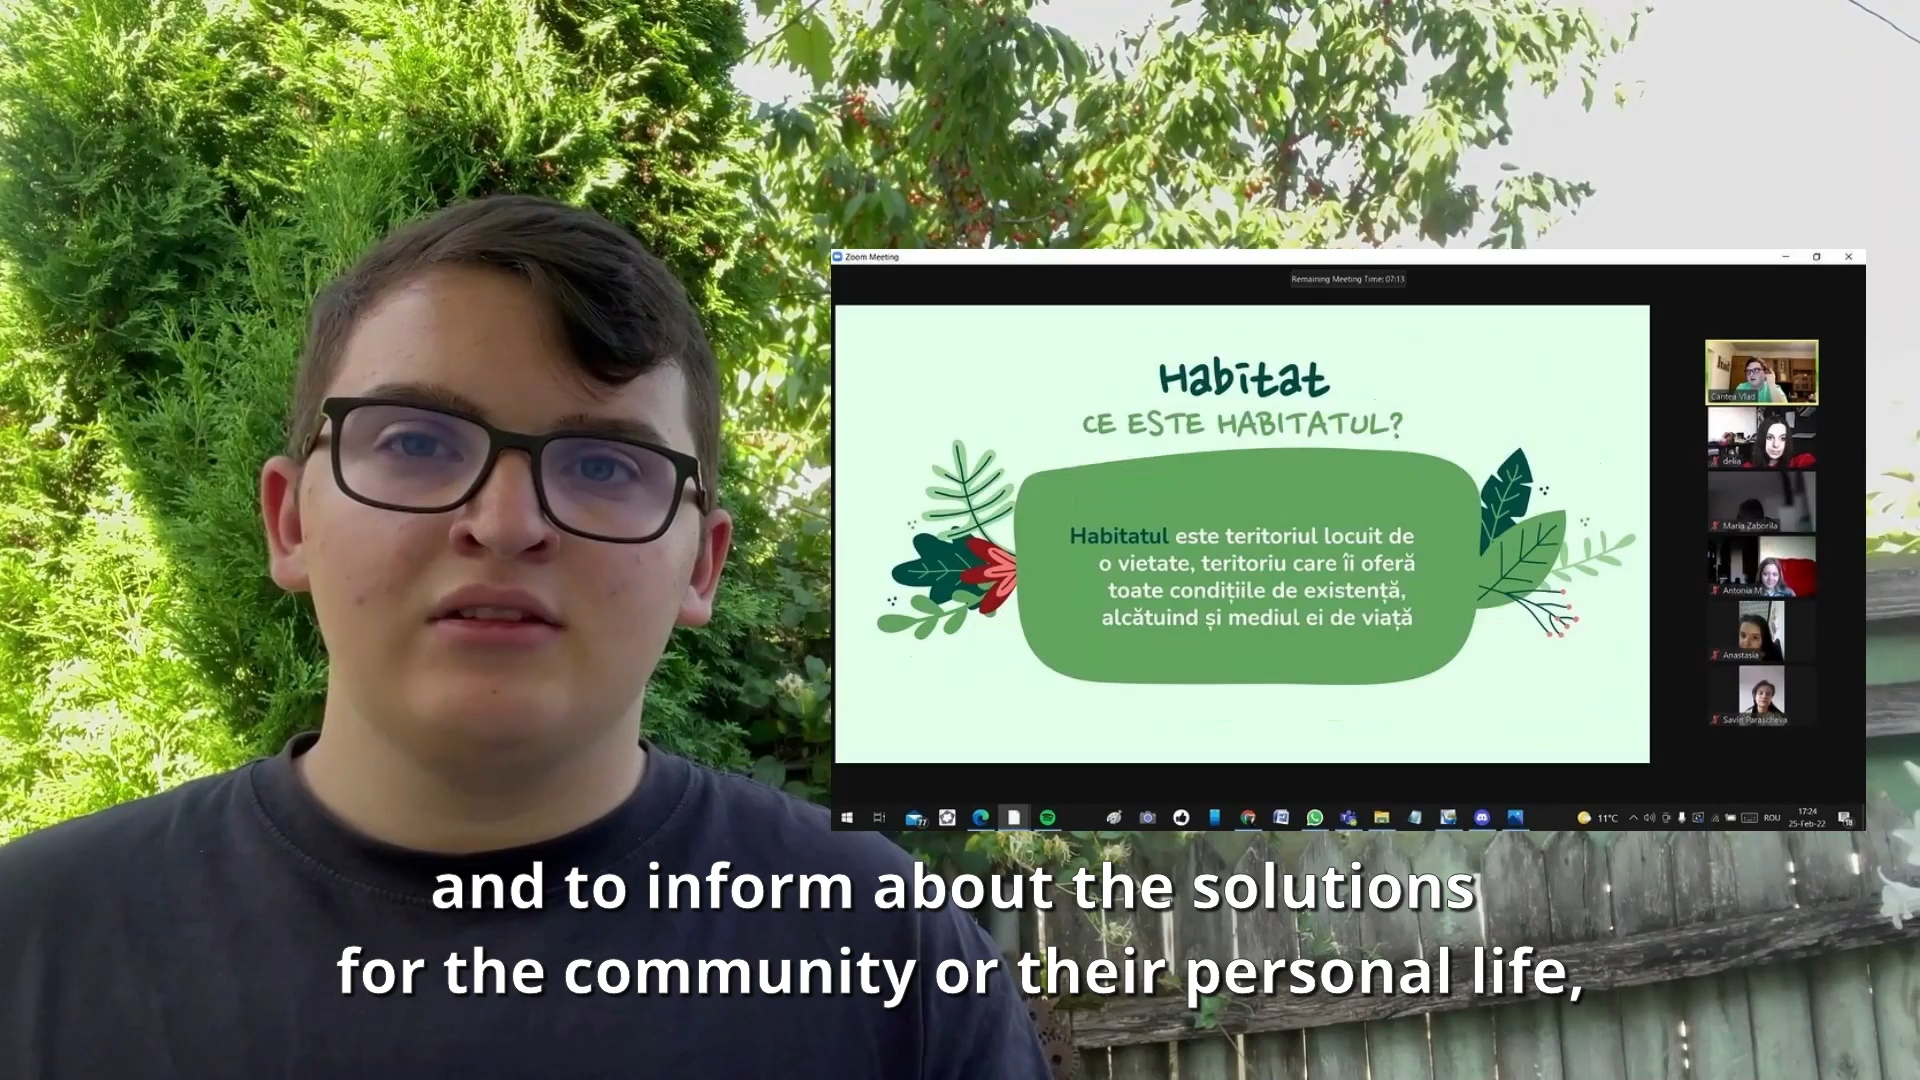 Zoom Meeting
Remaining Meeting Time: 07:13
Habitat
CE ESTE HABITATUL?
Habitatul este teritoriul locuit de
o vietate, teritoriu care îi oferă
toate condițiile de existență,
alcătuind și mediul ei de viață
Cantea Vlad
delia
Maria Zaborila
Antonia M
Anastasia
Savin Parascheva
77
11°C
ROU
17:24
25-Feb-22
18
and to inform about the solutions
for the community or their personal life,